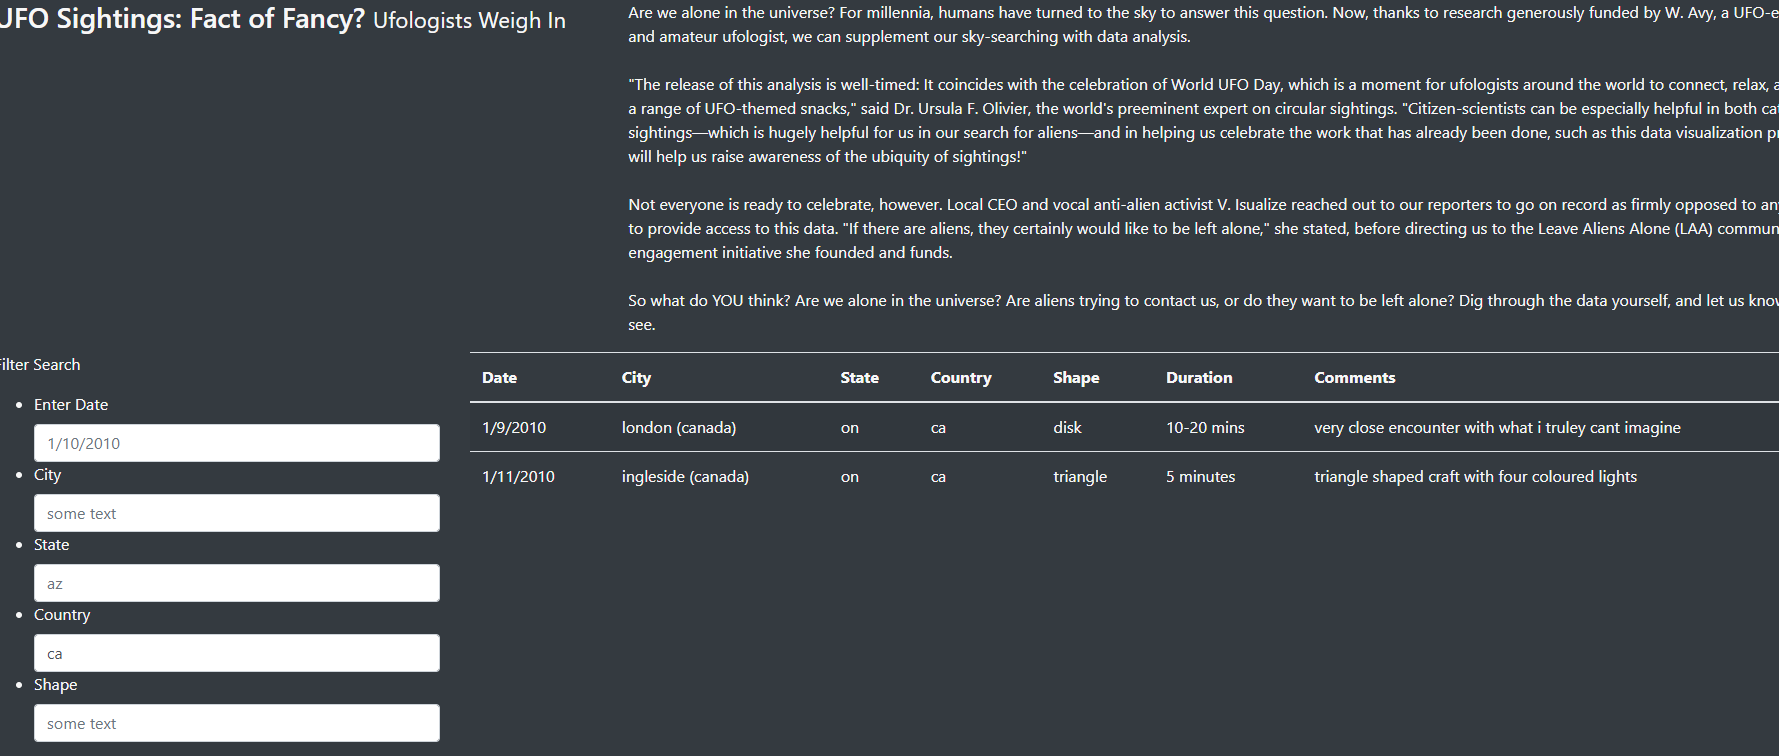 UFO Sightings: Fact of Fancy? Ufologists Weigh In
Are we alone in the universe? For millennia, humans have turned to the sky to answer this question. Now, thanks to research generously funded by W. Avy, a
and amateur ufologist, we can supplement our sky-searching with data analysis.
"The release of this analysis is well-timed: It coincides with the celebration of World UFO Day, which is a moment for ufologists around the world to connect, relax,
a range of UFO-themed snacks," said Dr. Ursula F. Olivier, the world's preeminent expert on circular sightings. "Citizen-scientists can be especially helpful in both
sightings—which is hugely helpful for us in our search for aliens—and in helping us celebrate the work that has already been done, such as this data visualization
will help us raise awareness of the ubiquity of sightings!"
Not everyone is ready to celebrate, however. Local CEO and vocal anti-alien activist V. Isualize reached out to our reporters to go on record as firmly opposed to
to provide access to this data. "If there are aliens, they certainly would like to be left alone," she stated, before directing us to the Leave Aliens Alone (LAA)
engagement initiative she founded and funds.
So what do YOU think? Are we alone in the universe? Are aliens trying to contact us, or do they want to be left alone? Dig through the data yourself, and let us know
see.
Filter Search
Enter Date
1/10/2010
City
some text
State
az
Country
ca
Shape
some text
Date City State Country Shape Duration Comments
1/9/2010 london (canada) on ca disk 10-20 mins very close encounter with what i truley cant imagine
1/11/2010 ingleside (canada) on ca triangle 5 minutes triangle shaped craft with four coloured lights